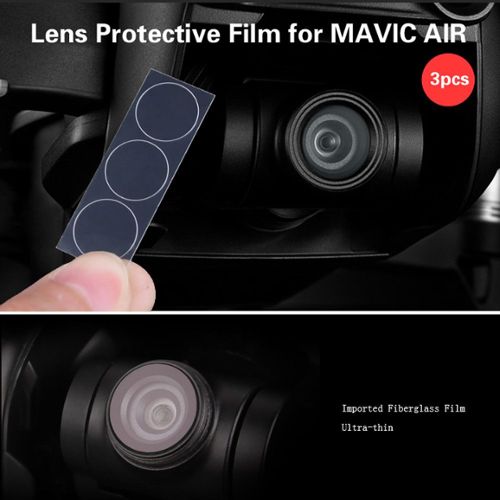 Lens Protective Film for MAVIC AIR
3pcs
Imported Fiberglass Film
Ultra-thin